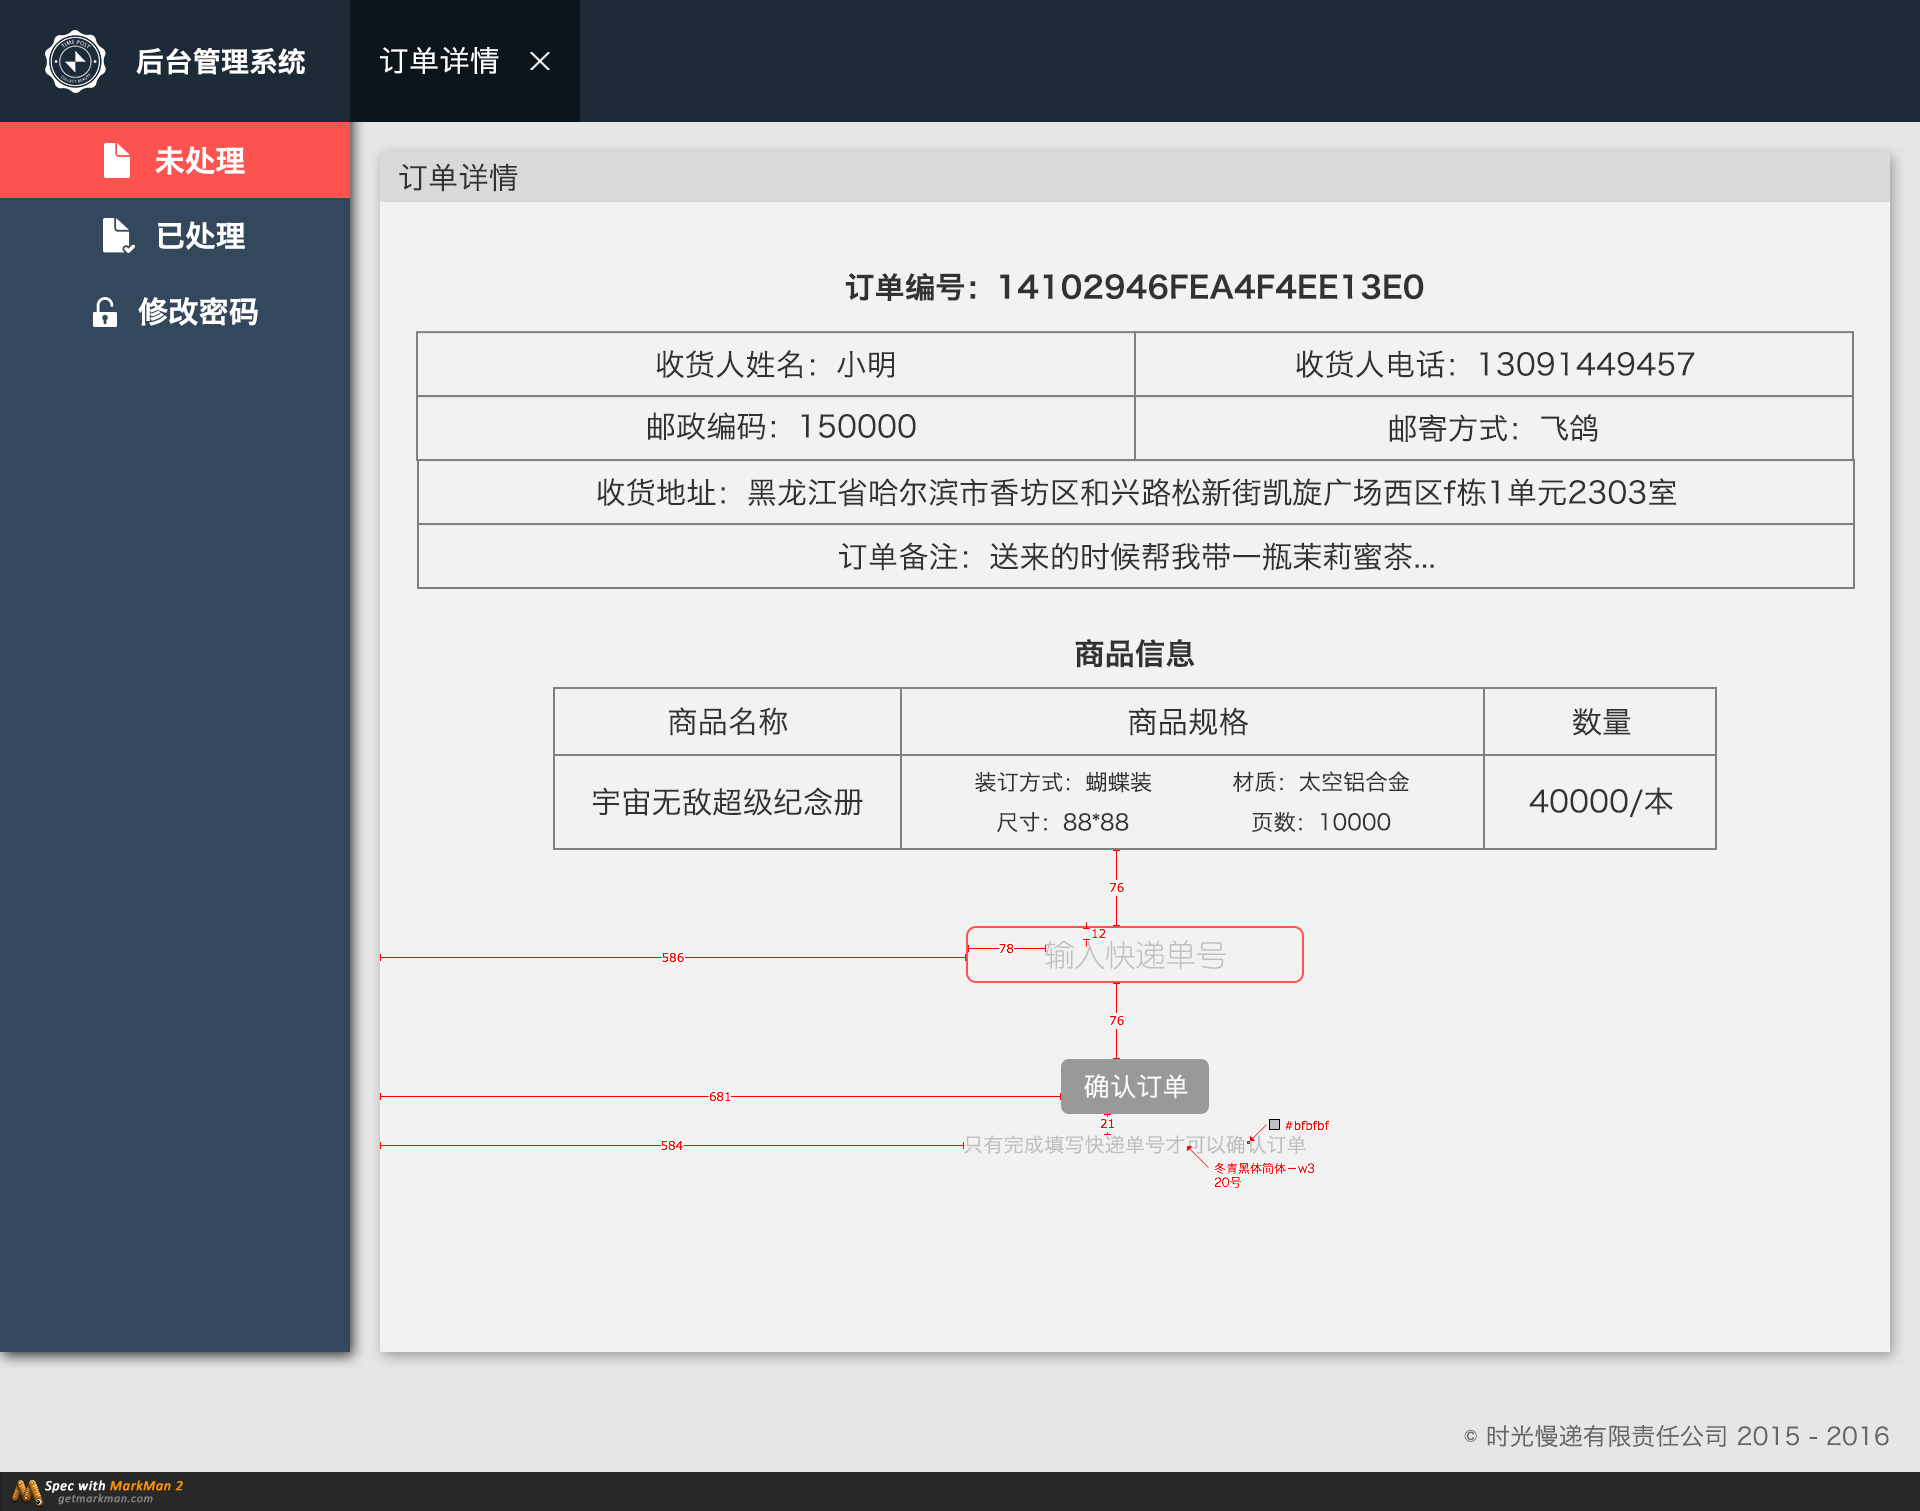 后台管理系统
订单详情
未处理
已处理
修改密码
订单详情
订单编号：14102946FEA4F4EE13E0
收货人姓名：小明
收货人电话：13091449457
邮政编码：150000
邮寄方式：飞鸽
收货地址：黑龙江省哈尔滨市香坊区和兴路松新街凯旋广场西区f栋1单元2303室
订单备注：送来的时候帮我带一瓶茉莉蜜茶...
商品信息
商品名称
商品规格
数量
宇宙无敌超级纪念册
装订方式：蝴蝶装
材质：太空铝合金
尺寸：88*88
页数：10000
40000/本
76
12
78
输入快递单号
586
76
确认订单
681
21
#bfbfbf
584
只有完成填写快递单号才可以确认订单
冬青黑体简体－w3
20号
© 时光慢递有限责任公司 2015 - 2016
Spec with MarkMan 2
getmarkman.com